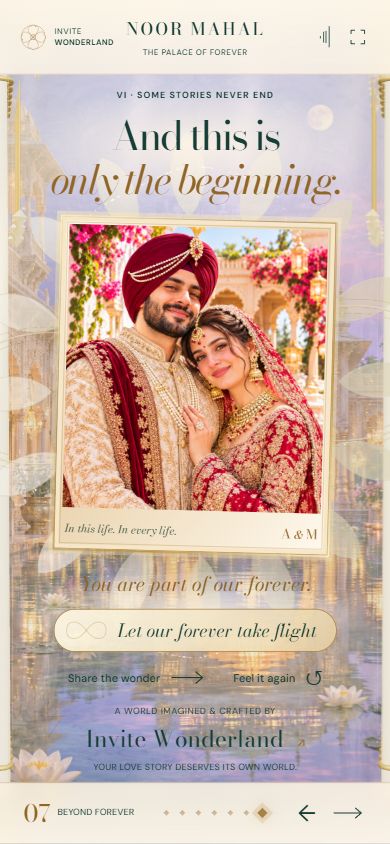 INVITE
WONDERLAND
NOOR MAHAL
THE PALACE OF FOREVER
VI · SOME STORIES NEVER END
And this is
only the beginning.
In this life. In every life.
A & M
You are part of our forever.
Let our forever take flight
Share the wonder
Feel it again
A WORLD IMAGINED & CRAFTED BY
Invite Wonderland
YOUR LOVE STORY DESERVES ITS OWN WORLD.
07 BEYOND FOREVER